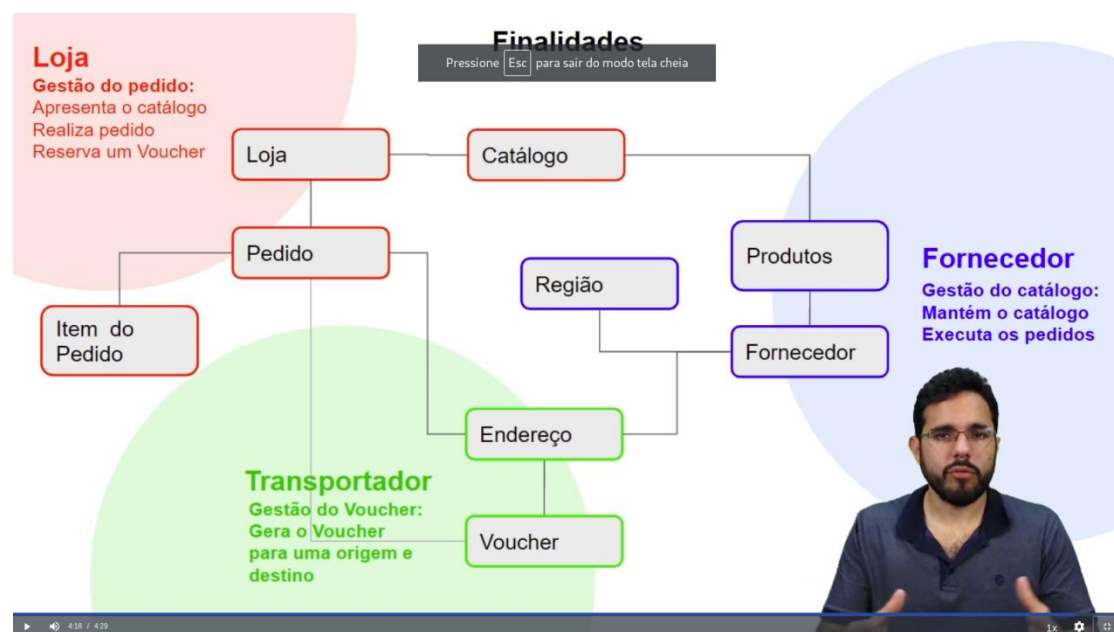 Finalidades
Pressione Esc para sair do modo tela cheia
Loja
Gestão do pedido:
Apresenta o catálogo
Realiza pedido
Reserva um Voucher
Loja
Catálogo
Pedido
Produtos
Região
Fornecedor
Gestão do catálogo:
Mantém o catálogo
Executa os pedidos
Item do
Pedido
Fornecedor
Endereço
Transportador
Gestão do Voucher:
Gera o Voucher
para uma origem e
destino
Voucher
4:18 / 4:29
1x